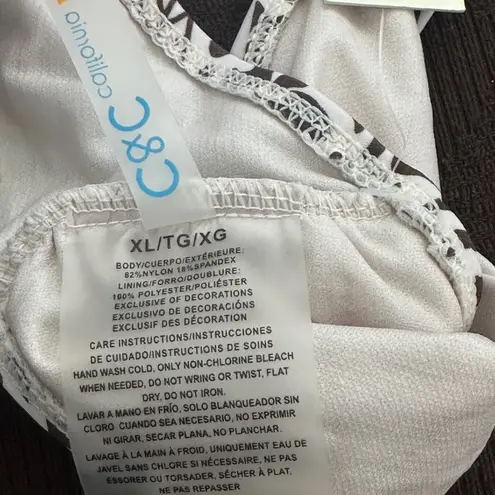 C&C california
XL/TG/XG
BODY/CUERPO/EXTÉRIEURE:
82%NYLON 18%SPANDEX
LINING/FORRO/DOUBLURE:
100% POLYESTER/POLIÉSTER
EXCLUSIVE OF DECORATIONS
EXCLUSIVO DE DECORACIONES
EXCLUSIF DES DÉCORATIONS
CARE INSTRUCTIONS/INSTRUCCIONES
DE CUIDADO/INSTRUCTIONS DE SOINS
HAND WASH COLD, ONLY NON-CHLORINE BLEACH
WHEN NEEDED, DO NOT WRING OR TWIST, FLAT
DRY, DO NOT IRON.
LAVAR A MANO EN FRÍO, SOLO BLANQUEADOR SIN
CLORO CUANDO SEA NECESARIO, NO EXPRIMIR
NI GIRAR, SECAR PLANA, NO PLANCHAR.
LAVAGE À LA MAIN À FROID, UNIQUEMENT EAU DE
JAVEL SANS CHLORE SI NÉCESSAIRE, NE PAS
ESSORER OU TORSADER, SÉCHER À PLAT,
NE PAS REPASSER